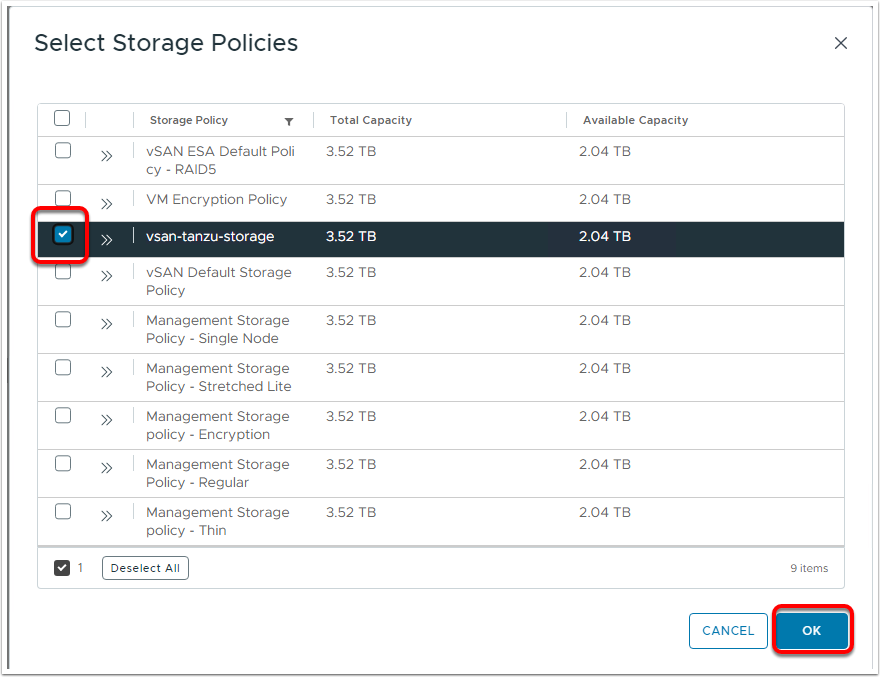 Select Storage Policies
Storage Policy Total Capacity Available Capacity
vSAN ESA Default Poli 3.52 TB 2.04 TB
cy - RAID5
VM Encryption Policy 3.52 TB 2.04 TB
vsan-tanzu-storage 3.52 TB 2.04 TB
vSAN Default Storage 3.52 TB 2.04 TB
Policy
Management Storage 3.52 TB 2.04 TB
Policy - Single Node
Management Storage 3.52 TB 2.04 TB
Policy - Stretched Lite
Management Storage 3.52 TB 2.04 TB
policy - Encryption
Management Storage 3.52 TB 2.04 TB
Policy - Regular
Management Storage 3.52 TB 2.04 TB
policy - Thin
1 Deselect All 9 items
CANCEL OK